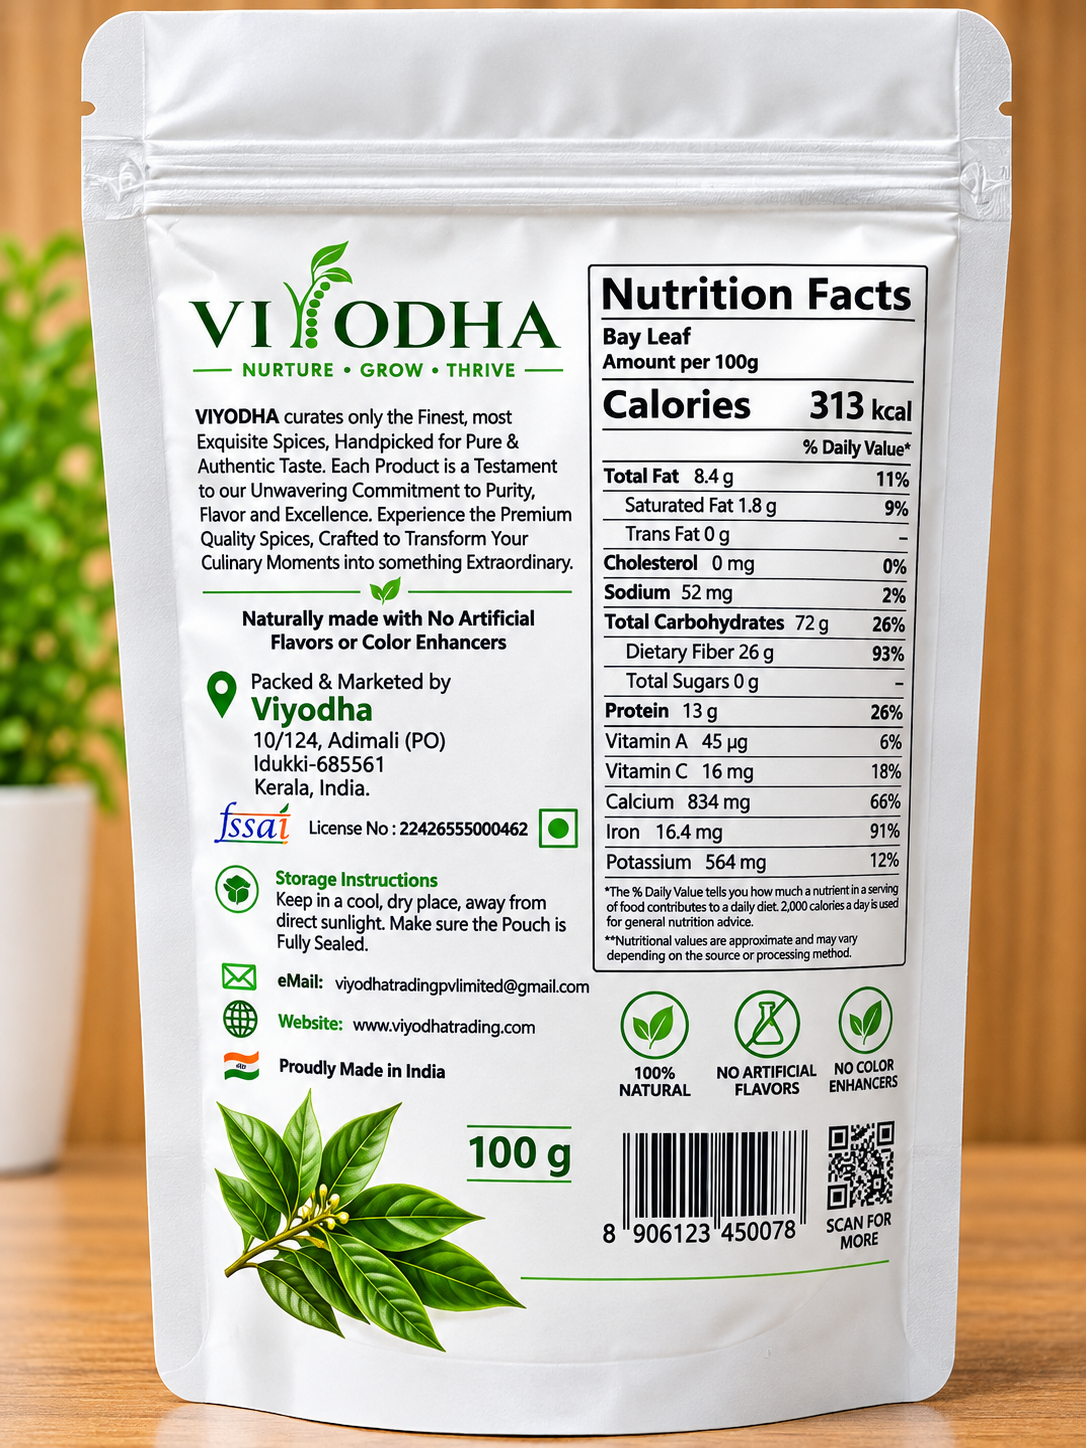 VIYODHA
NURTURE • GROW • THRIVE
VIYODHA curates only the Finest, most
Exquisite Spices, Handpicked for Pure &
Authentic Taste. Each Product is a Testament
to our Unwavering Commitment to Purity,
Flavor and Excellence. Experience the Premium
Quality Spices, Crafted to Transform Your
Culinary Moments into something Extraordinary.
Naturally made with No Artificial
Flavors or Color Enhancers
Packed & Marketed by
Viyodha
10/124, Adimali (PO)
Idukki-685561
Kerala, India.
fssai License No : 22426555000462
Storage Instructions
Keep in a cool, dry place, away from
direct sunlight. Make sure the Pouch is
Fully Sealed.
eMail: viyodhatradingpvlimited@gmail.com
Website: www.viyodhatrading.com
Proudly Made in India
100 g
Nutrition Facts
Bay Leaf
Amount per 100g
Calories 313 kcal
% Daily Value*
Total Fat 8.4 g 11%
Saturated Fat 1.8 g 9%
Trans Fat 0 g –
Cholesterol 0 mg 0%
Sodium 52 mg 2%
Total Carbohydrates 72 g 26%
Dietary Fiber 26 g 93%
Total Sugars 0 g –
Protein 13 g 26%
Vitamin A 45 µg 6%
Vitamin C 16 mg 18%
Calcium 834 mg 66%
Iron 16.4 mg 91%
Potassium 564 mg 12%
*The % Daily Value tells you how much a nutrient in a serving
of food contributes to a daily diet. 2,000 calories a day is used
for general nutrition advice.
**Nutritional values are approximate and may vary
depending on the source or processing method.
100%
NATURAL
NO ARTIFICIAL
FLAVORS
NO COLOR
ENHANCERS
8 906123 450078
SCAN FOR
MORE